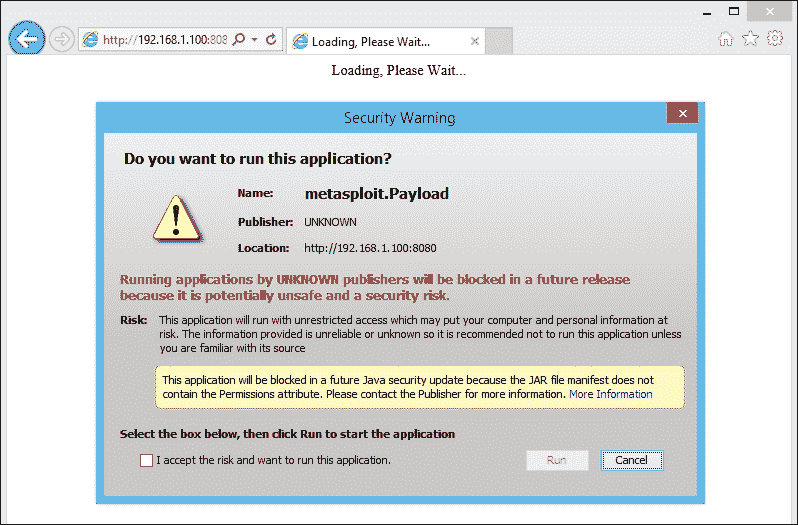 http://192.168.1.100:808
Loading, Please Wait...
Loading, Please Wait...
Security Warning
Do you want to run this application?
Name: metasploit.Payload
Publisher: UNKNOWN
Location: http://192.168.1.100:8080
Running applications by UNKNOWN publishers will be blocked in a future release
because it is potentially unsafe and a security risk.
Risk: This application will run with unrestricted access which may put your computer and personal information at
risk. The information provided is unreliable or unknown so it is recommended not to run this application unless
you are familiar with its source
This application will be blocked in a future Java security update because the JAR file manifest does not
contain the Permissions attribute. Please contact the Publisher for more information. More Information
Select the box below, then click Run to start the application
I accept the risk and want to run this application.
Run
Cancel